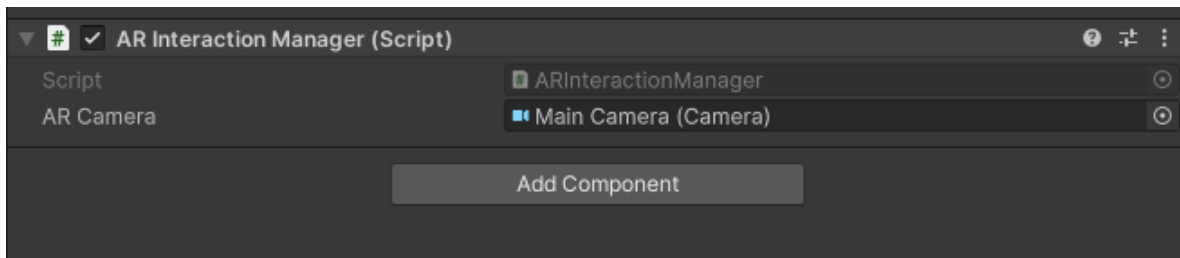 AR Interaction Manager (Script)
Script ARInteractionManager
AR Camera Main Camera (Camera)
Add Component